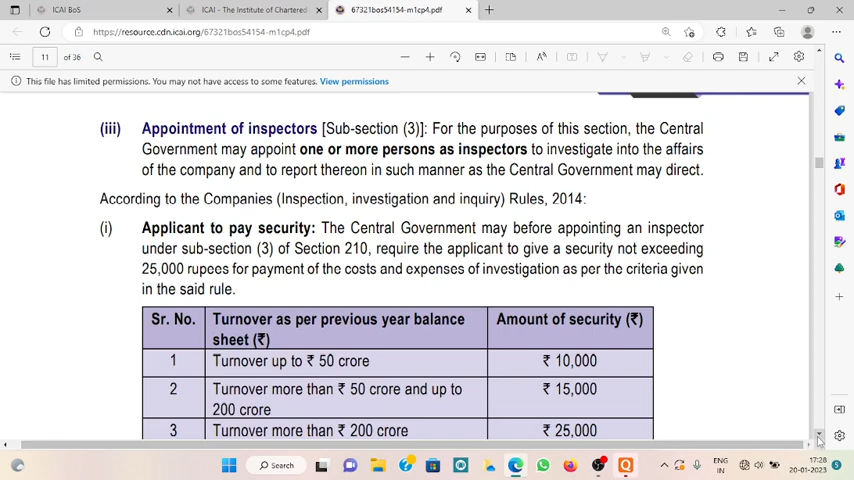 ICAI BoS
ICAI - The Institute of Chartered
67321bos54154-m1cp4.pdf
https://resource.cdn.icai.org/67321bos54154-m1cp4.pdf
11 of 36
This file has limited permissions. You may not have access to some features. View permissions
(iii) Appointment of inspectors [Sub-section (3)]: For the purposes of this section, the Central
Government may appoint one or more persons as inspectors to investigate into the affairs
of the company and to report thereon in such manner as the Central Government may direct.
According to the Companies (Inspection, investigation and inquiry) Rules, 2014:
(i) Applicant to pay security: The Central Government may before appointing an inspector
under sub-section (3) of Section 210, require the applicant to give a security not exceeding
25,000 rupees for payment of the costs and expenses of investigation as per the criteria given
in the said rule.
Sr. No. Turnover as per previous year balance Amount of security (₹)
sheet (₹)
1 Turnover up to ₹ 50 crore ₹ 10,000
2 Turnover more than ₹ 50 crore and up to ₹ 15,000
200 crore
3 Turnover more than ₹ 200 crore ₹ 25,000
Search
ENG
IN
17:28
20-01-2023
5